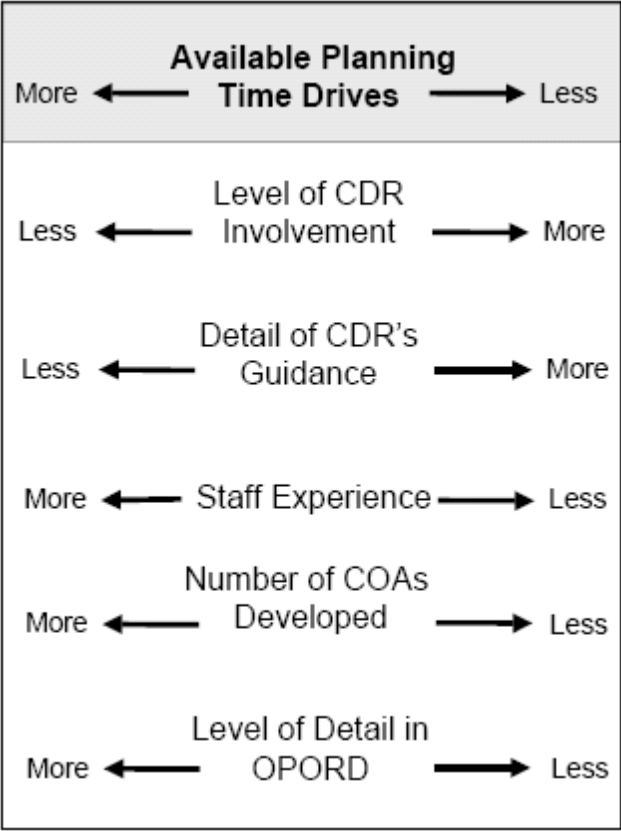 Available Planning
More Time Drives Less
Level of CDR
Less Involvement More
Detail of CDR's
Less Guidance More
More Staff Experience Less
Number of COAs
More Developed Less
Level of Detail in
More OPORD Less